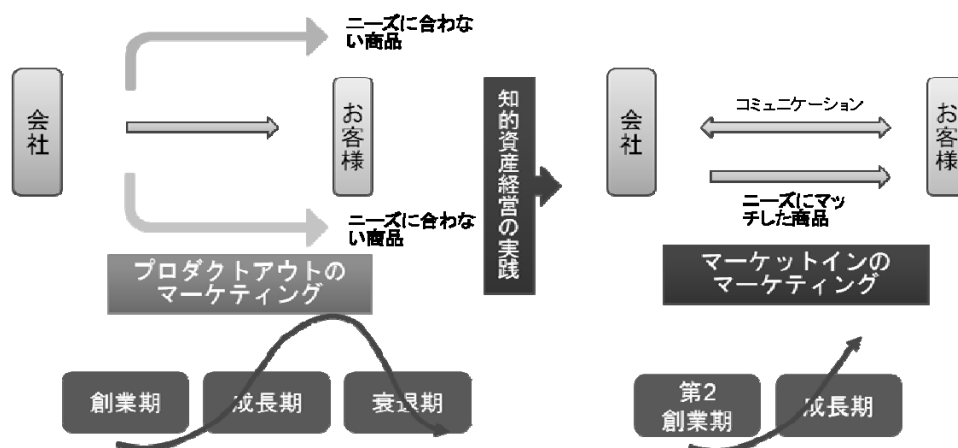 ニーズに合わな
い商品
会社
お客様
ニーズに合わな
い商品
プロダクトアウトの
マーケティング
創業期
成長期
衰退期
知的資産経営の実践
会社
コミュニケーション
お客様
ニーズにマッ
チした商品
マーケットインの
マーケティング
第2
創業期
成長期